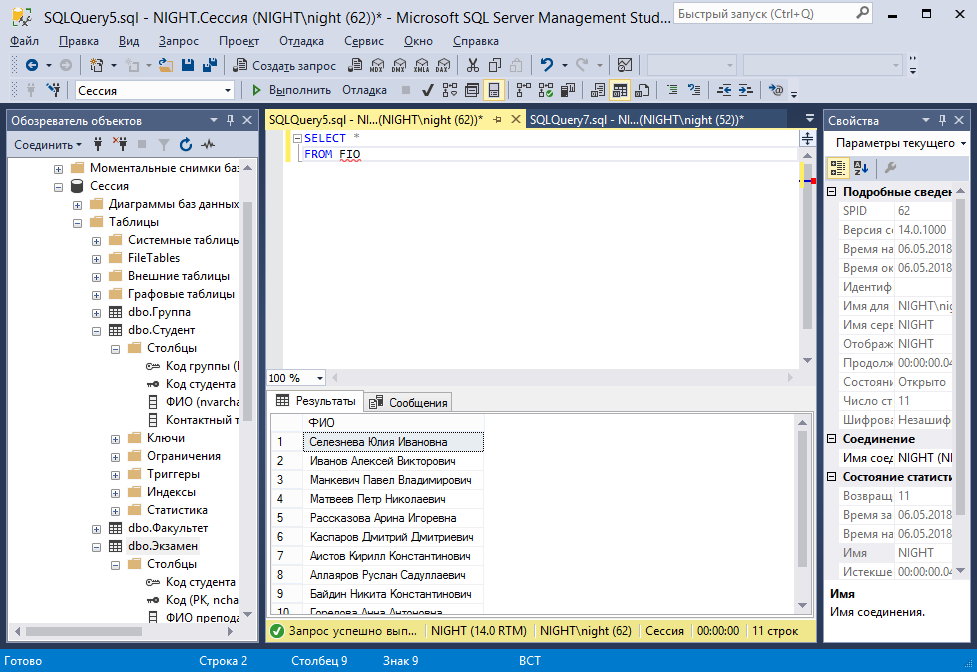 SQLQuery5.sql - NIGHT.Сессия (NIGHT\night (62))* - Microsoft SQL Server Management Stud...
Быстрый запуск (Ctrl+Q)
Файл Правка Вид Запрос Проект Отладка Сервис Окно Справка
Создать запрос
MDX DMX XMLA DAX
Сессия
Выполнить Отладка
Обозреватель объектов
Соединить
Моментальные снимки баз
Сессия
Диаграммы баз данных
Таблицы
Системные таблицы
FileTables
Внешние таблицы
Графовые таблицы
dbo.Группа
dbo.Студент
Столбцы
Код группы (
Код студента
ФИО (nvarcha
Контактный т
Ключи
Ограничения
Триггеры
Индексы
Статистика
dbo.Факультет
dbo.Экзамен
Столбцы
Код студента
Код (PK, ncha
ФИО препода
SQLQuery5.sql - NI...(NIGHT\night (62))*
SQLQuery7.sql - NI...(NIGHT\night (52))*
SELECT *
FROM FIO
100 %
Результаты
Сообщения
ФИО
1 Селезнева Юлия Ивановна
2 Иванов Алексей Викторович
3 Манкевич Павел Владимирович
4 Матвеев Петр Николаевич
5 Рассказова Арина Игоревна
6 Каспаров Дмитрий Дмитриевич
7 Аистов Кирилл Константинович
8 Аллаяров Руслан Садуллаевич
9 Байдин Никита Константинович
10 Горелова Анна Антоновна
Запрос успешно вып... NIGHT (14.0 RTM) NIGHT\night (62) Сессия 00:00:00 11 строк
Свойства
Параметры текущего
Подробные сведен
SPID 62
Версия се 14.0.1000
Время на 06.05.2018
Время ок 06.05.2018
Идентиф
Имя для NIGHT\nig
Имя серв NIGHT
Отображ NIGHT
Продолж 00:00:00.04
Состояни Открыто
Число ст 11
Шифрова Незашиф
Соединение
Имя соед NIGHT (NI
Состояние статисти
Возвращ 11
Время за 06.05.2018
Время на 06.05.2018
Имя NIGHT
Истекше 00:00:00.04
Имя
Имя соединения.
Готово Строка 2 Столбец 9 Знак 9 ВСТ